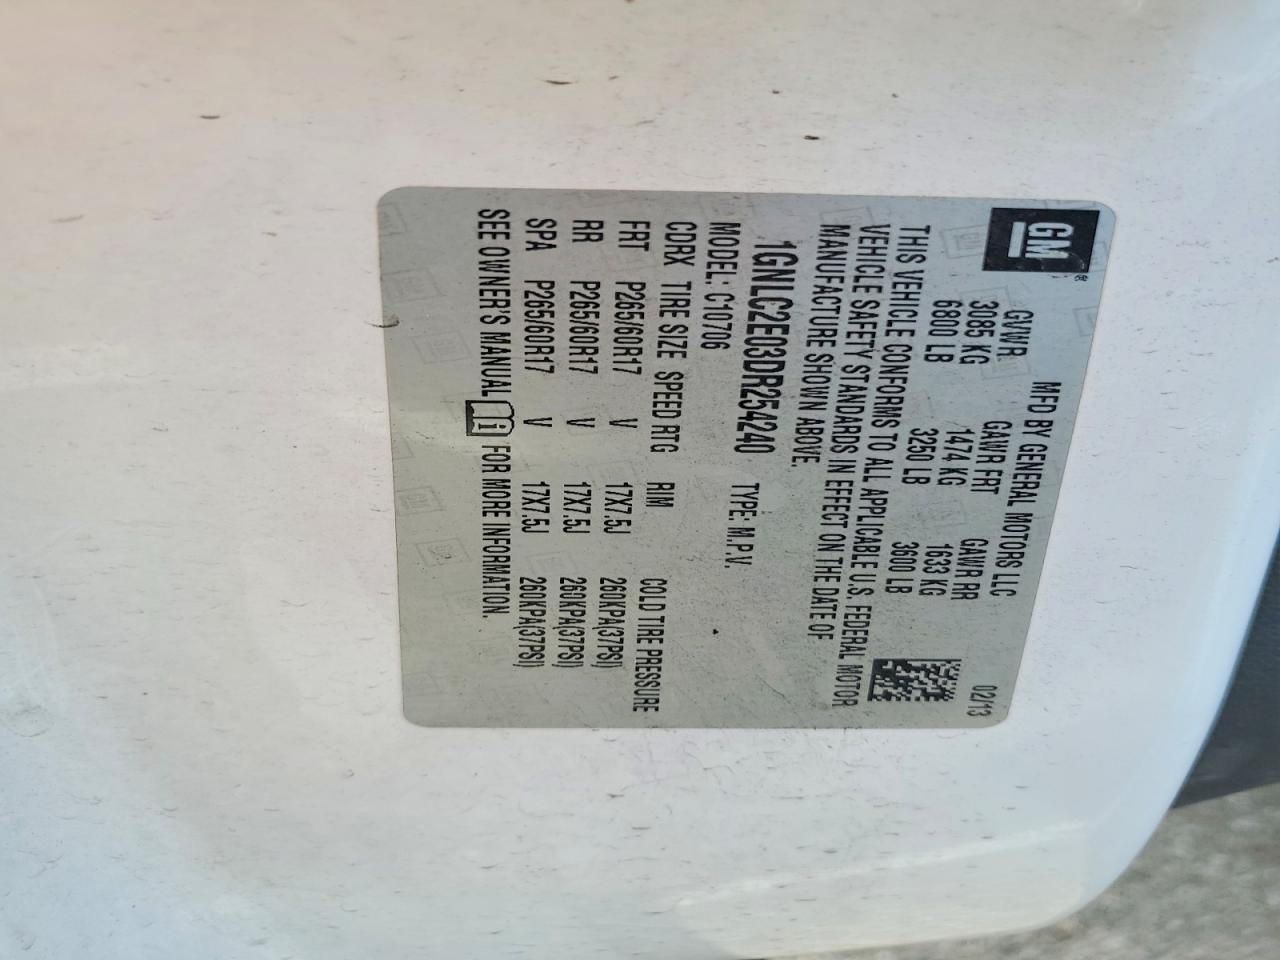 GM ®
MFD BY GENERAL MOTORS LLC 02/13
GVWR GAWR FRT GAWR RR
3085 KG 1474 KG 1633 KG
6800 LB 3250 LB 3600 LB
THIS VEHICLE CONFORMS TO ALL APPLICABLE U.S. FEDERAL MOTOR
VEHICLE SAFETY STANDARDS IN EFFECT ON THE DATE OF
MANUFACTURE SHOWN ABOVE.
1GNLC2E03DR254240 TYPE: M.P.V.
MODEL: C10706
CDRX TIRE SIZE SPEED RTG RIM COLD TIRE PRESSURE
FRT P265/60R17 V 17X7.5J 260KPA(37PSI)
RR P265/60R17 V 17X7.5J 260KPA(37PSI)
SPA P265/60R17 V 17X7.5J 260KPA(37PSI)
SEE OWNER'S MANUAL FOR MORE INFORMATION.